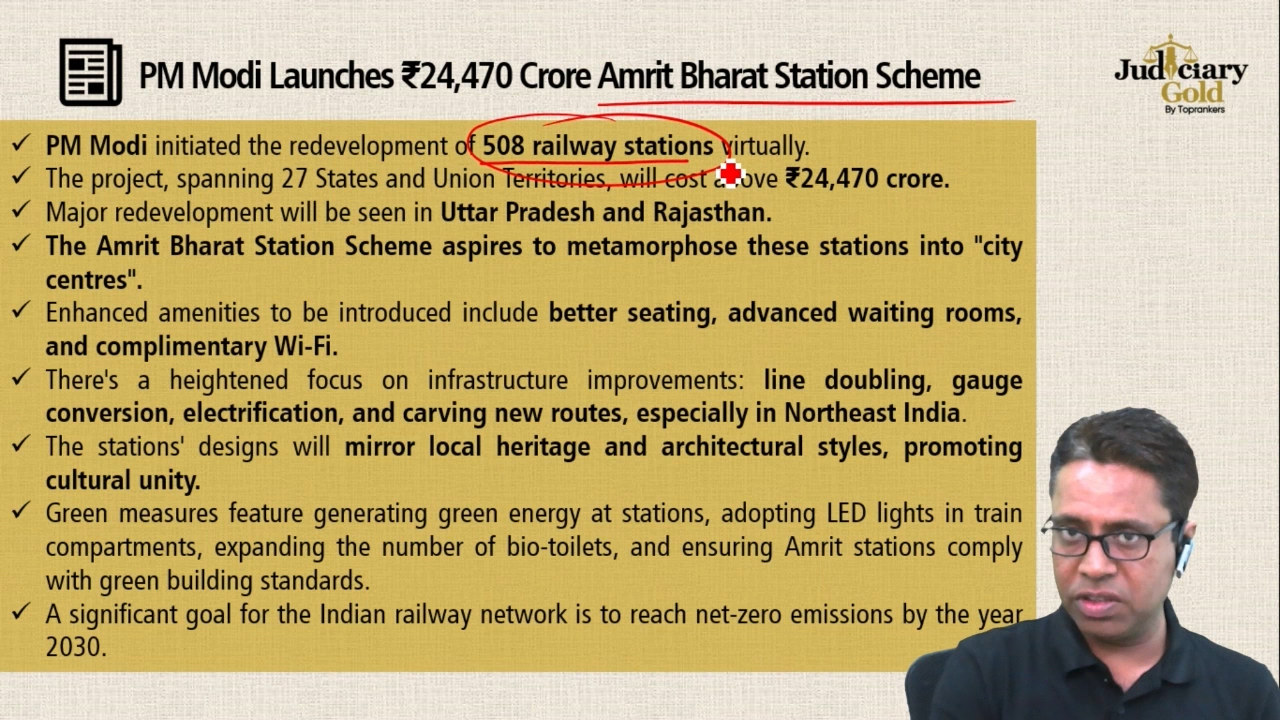 PM Modi Launches ₹24,470 Crore Amrit Bharat Station Scheme
Judiciary
Gold
By Toprankers
PM Modi initiated the redevelopment of 508 railway stations virtually.
The project, spanning 27 States and Union Territories, will cost above ₹24,470 crore.
Major redevelopment will be seen in Uttar Pradesh and Rajasthan.
The Amrit Bharat Station Scheme aspires to metamorphose these stations into "city
centres".
Enhanced amenities to be introduced include better seating, advanced waiting rooms,
and complimentary Wi-Fi.
There's a heightened focus on infrastructure improvements: line doubling, gauge
conversion, electrification, and carving new routes, especially in Northeast India.
The stations' designs will mirror local heritage and architectural styles, promoting
cultural unity.
Green measures feature generating green energy at stations, adopting LED lights in train
compartments, expanding the number of bio-toilets, and ensuring Amrit stations comply
with green building standards.
A significant goal for the Indian railway network is to reach net-zero emissions by the year
2030.